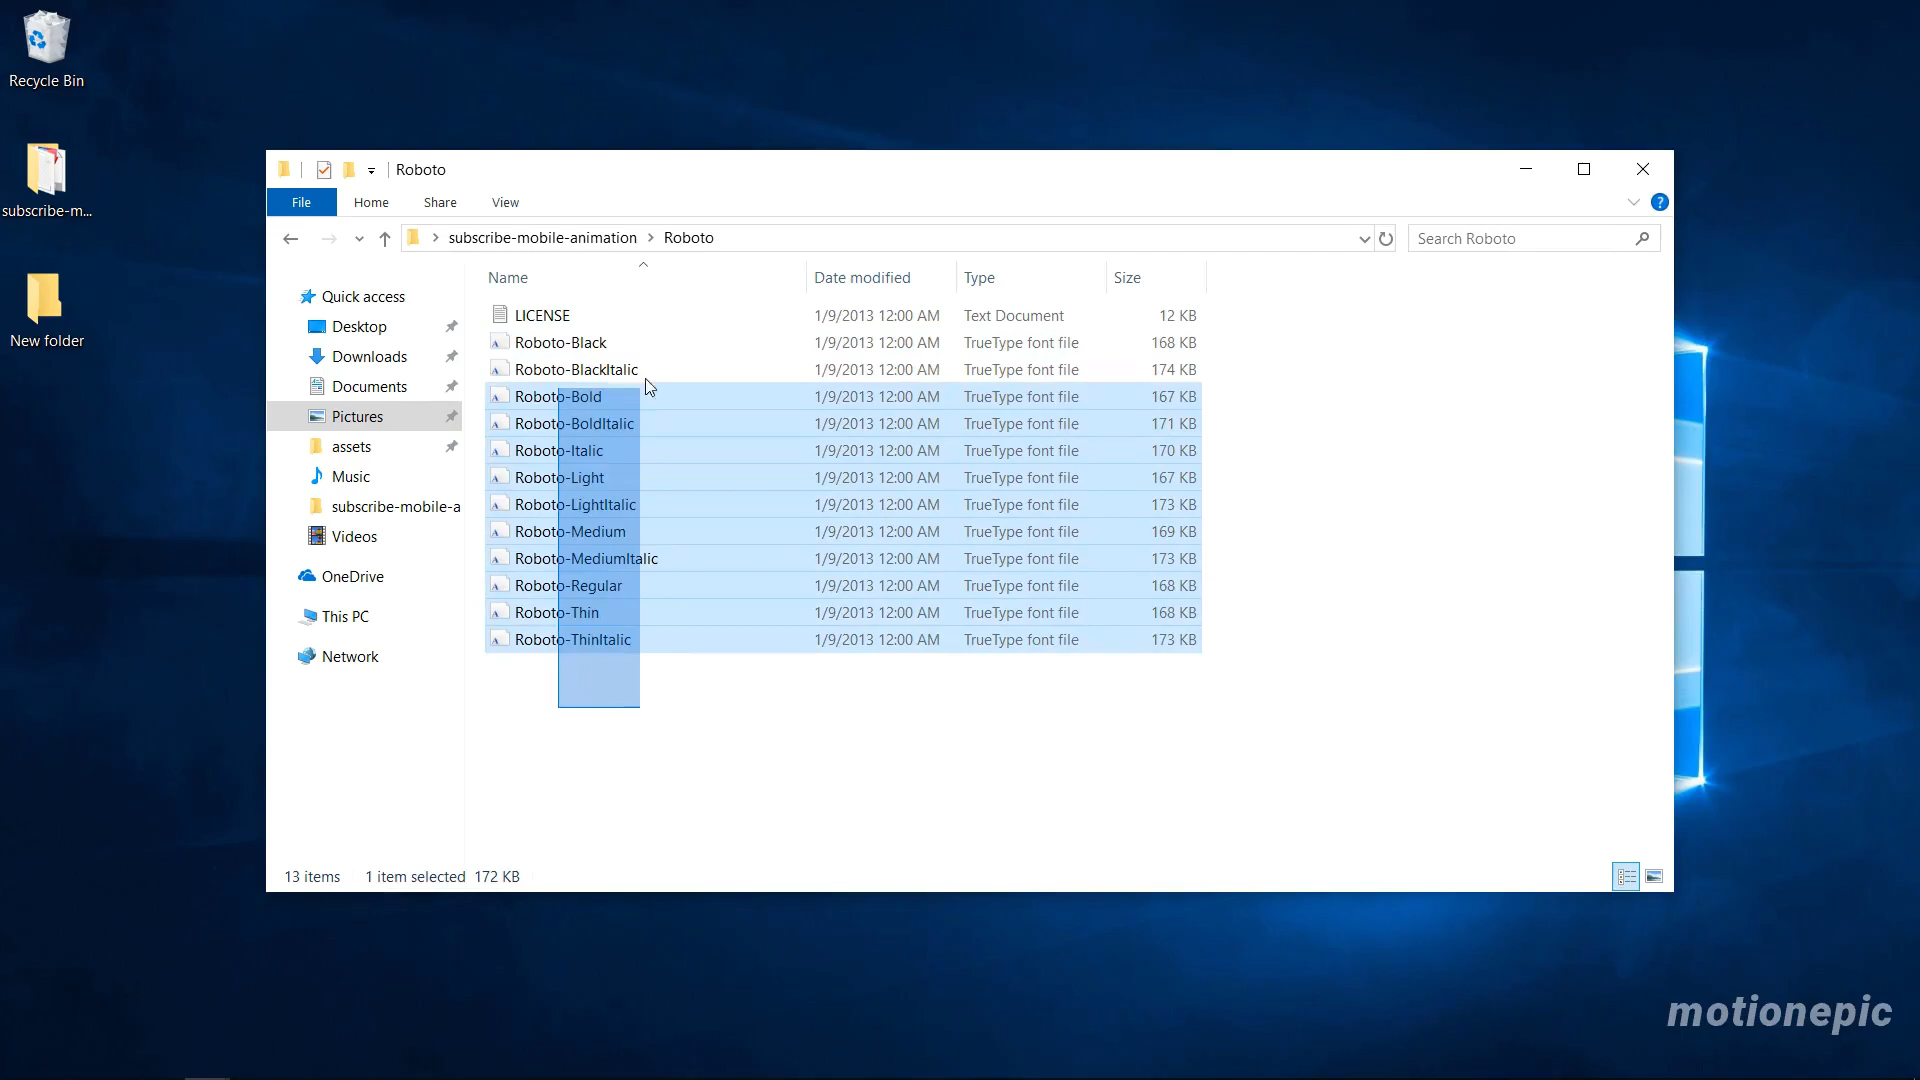 Recycle Bin
subscribe-m...
New folder
Roboto
File Home Share View
subscribe-mobile-animation Roboto
Search Roboto
Quick access
Desktop
Downloads
Documents
Pictures
assets
Music
subscribe-mobile-a
Videos
OneDrive
This PC
Network
Name Date modified Type Size
LICENSE 1/9/2013 12:00 AM Text Document 12 KB
Roboto-Black 1/9/2013 12:00 AM TrueType font file 168 KB
Roboto-BlackItalic 1/9/2013 12:00 AM TrueType font file 174 KB
Roboto-Bold 1/9/2013 12:00 AM TrueType font file 167 KB
Roboto-BoldItalic 1/9/2013 12:00 AM TrueType font file 171 KB
Roboto-Italic 1/9/2013 12:00 AM TrueType font file 170 KB
Roboto-Light 1/9/2013 12:00 AM TrueType font file 167 KB
Roboto-LightItalic 1/9/2013 12:00 AM TrueType font file 173 KB
Roboto-Medium 1/9/2013 12:00 AM TrueType font file 169 KB
Roboto-MediumItalic 1/9/2013 12:00 AM TrueType font file 173 KB
Roboto-Regular 1/9/2013 12:00 AM TrueType font file 168 KB
Roboto-Thin 1/9/2013 12:00 AM TrueType font file 168 KB
Roboto-ThinItalic 1/9/2013 12:00 AM TrueType font file 173 KB
13 items 1 item selected 172 KB
motionepic